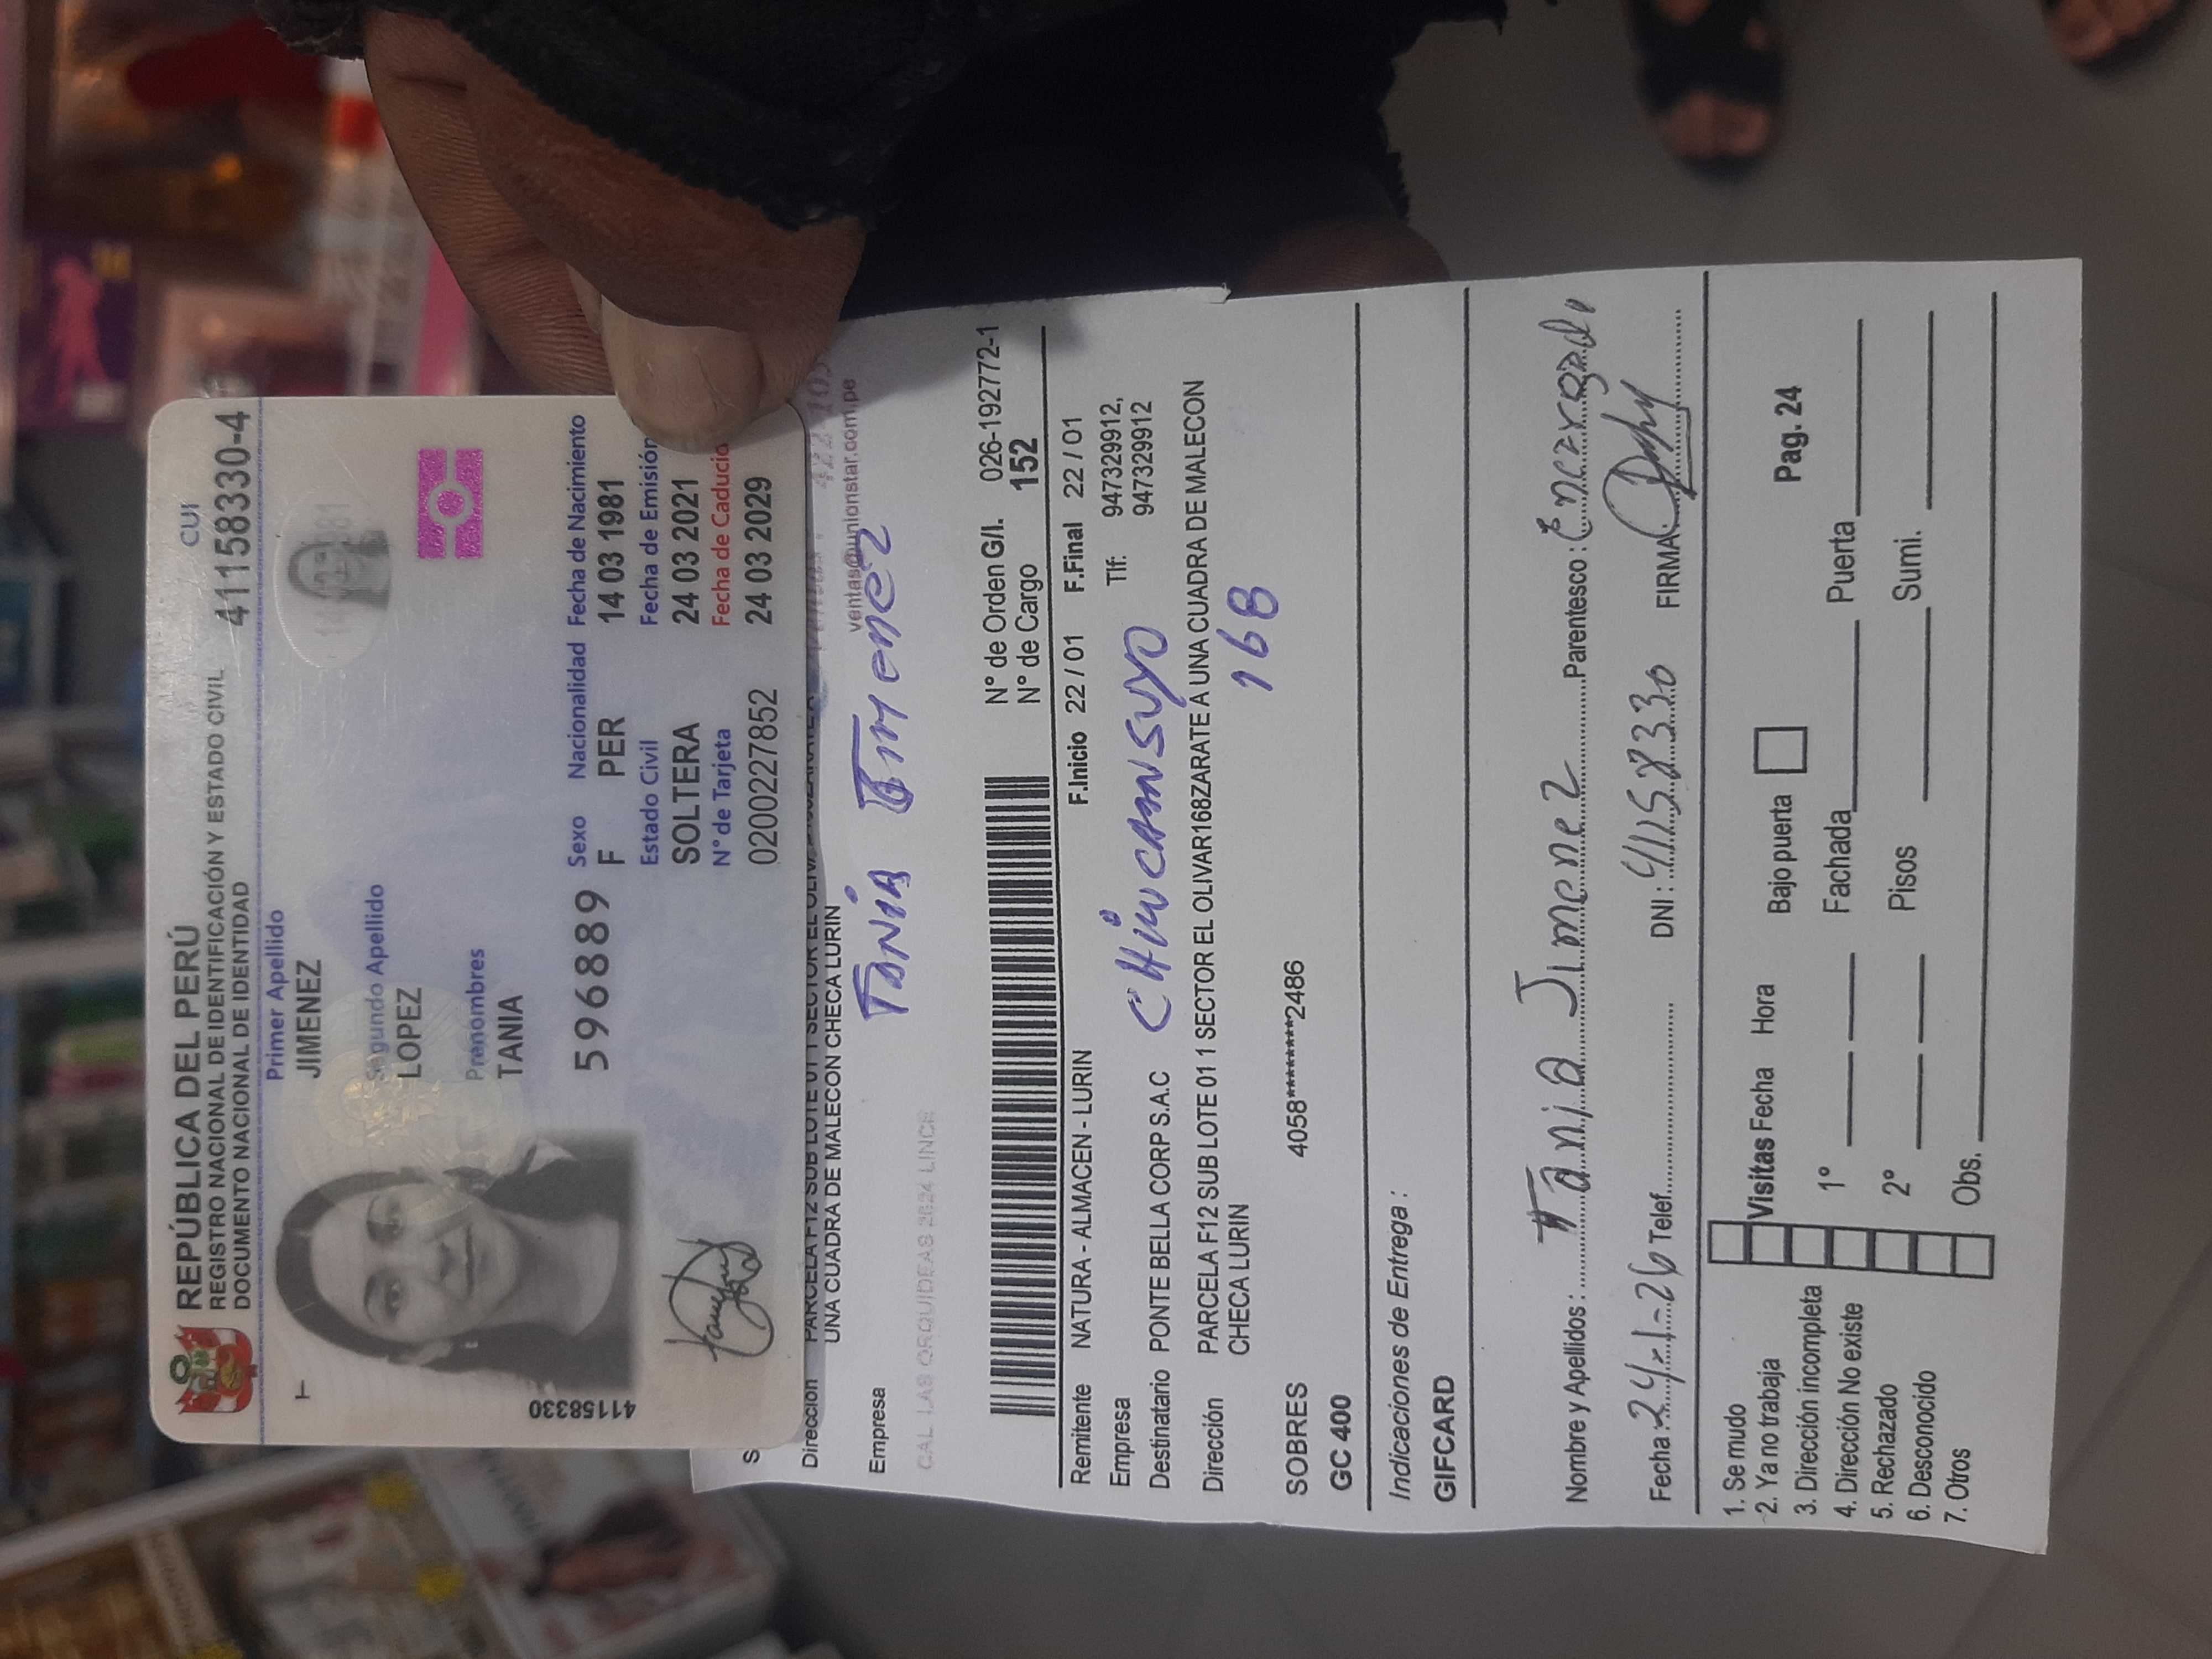 REPÚBLICA DEL PERÚ
REGISTRO NACIONAL DE IDENTIFICACIÓN Y ESTADO CIVIL
DOCUMENTO NACIONAL DE IDENTIDAD
CUI
41158330-4
Primer Apellido
JIMENEZ
Segundo Apellido
LOPEZ
Prenombres
TANIA
596889
Sexo Nacionalidad Fecha de Nacimiento
F PER 14 03 1981
Estado Civil Fecha de Emisión
SOLTERA 24 03 2021
N° de Tarjeta Fecha de Caducid
0200227852 24 03 2029
T
41158330
Dirección PARCELA F12 SUB LOTE 01 1 SECTOR EL
UNA CUADRA DE MALECON CHECA LURIN
ventas@unionstar.com.pe
Empresa
TANIA Jimenez
CAL LAS ORQUIDEAS 2624 LINCE
N° de Orden G/I. 026-192772-1
N° de Cargo 152
Remitente NATURA - ALMACEN - LURIN
F.Inicio 22 / 01 F.Final 22 / 01
Empresa
Tlf: 947329912,
947329912
Destinatario PONTE BELLA CORP S.A.C
Dirección PARCELA F12 SUB LOTE 01 1 SECTOR EL OLIVAR168ZARATE A UNA CUADRA DE MALECON
CHECA LURIN
168
SOBRES 4058********2486
GC 400
Indicaciones de Entrega :
GIFCARD
Nombre y Apellidos : Tania Jimenez Parentesco : Encargada
Fecha : 24-1-26 Telef. DNI : 41158330 FIRMA
1. Se mudo
2. Ya no trabaja
3. Dirección incompleta
4. Dirección No existe
5. Rechazado
6. Desconocido
7. Otros
Visitas Fecha Hora Bajo puerta Pag. 24
1° Fachada Puerta
2° Pisos Sumi.
Obs.